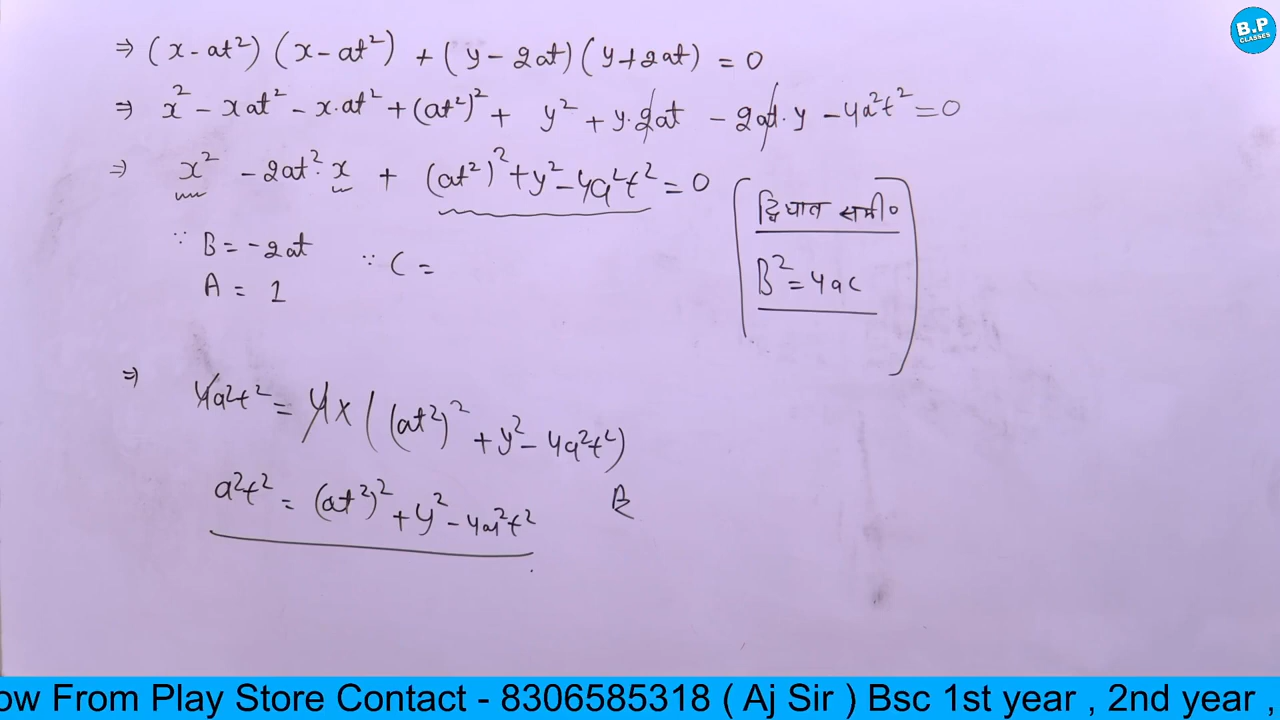 B.P
CLASSES
⇒ (x - at²) (x - at²) + (y - 2at) (y + 2at) = 0
⇒ x² - xat² - x.at² + (at²)² + y² + y.2at - 2at.y - 4a²t² = 0
⇒ x² - 2at².x + (at²)² + y² - 4a²t² = 0
द्विघात समी०
∵ B = -2at ∵ C =
B² = 4ac
A = 1
⇒ 4a²t² = 4x ((at²)² + y² - 4a²t²)
a²t² = (at²)² + y² - 4a²t² B
ow From Play Store Contact - 8306585318 ( Aj Sir ) Bsc 1st year , 2nd year ,